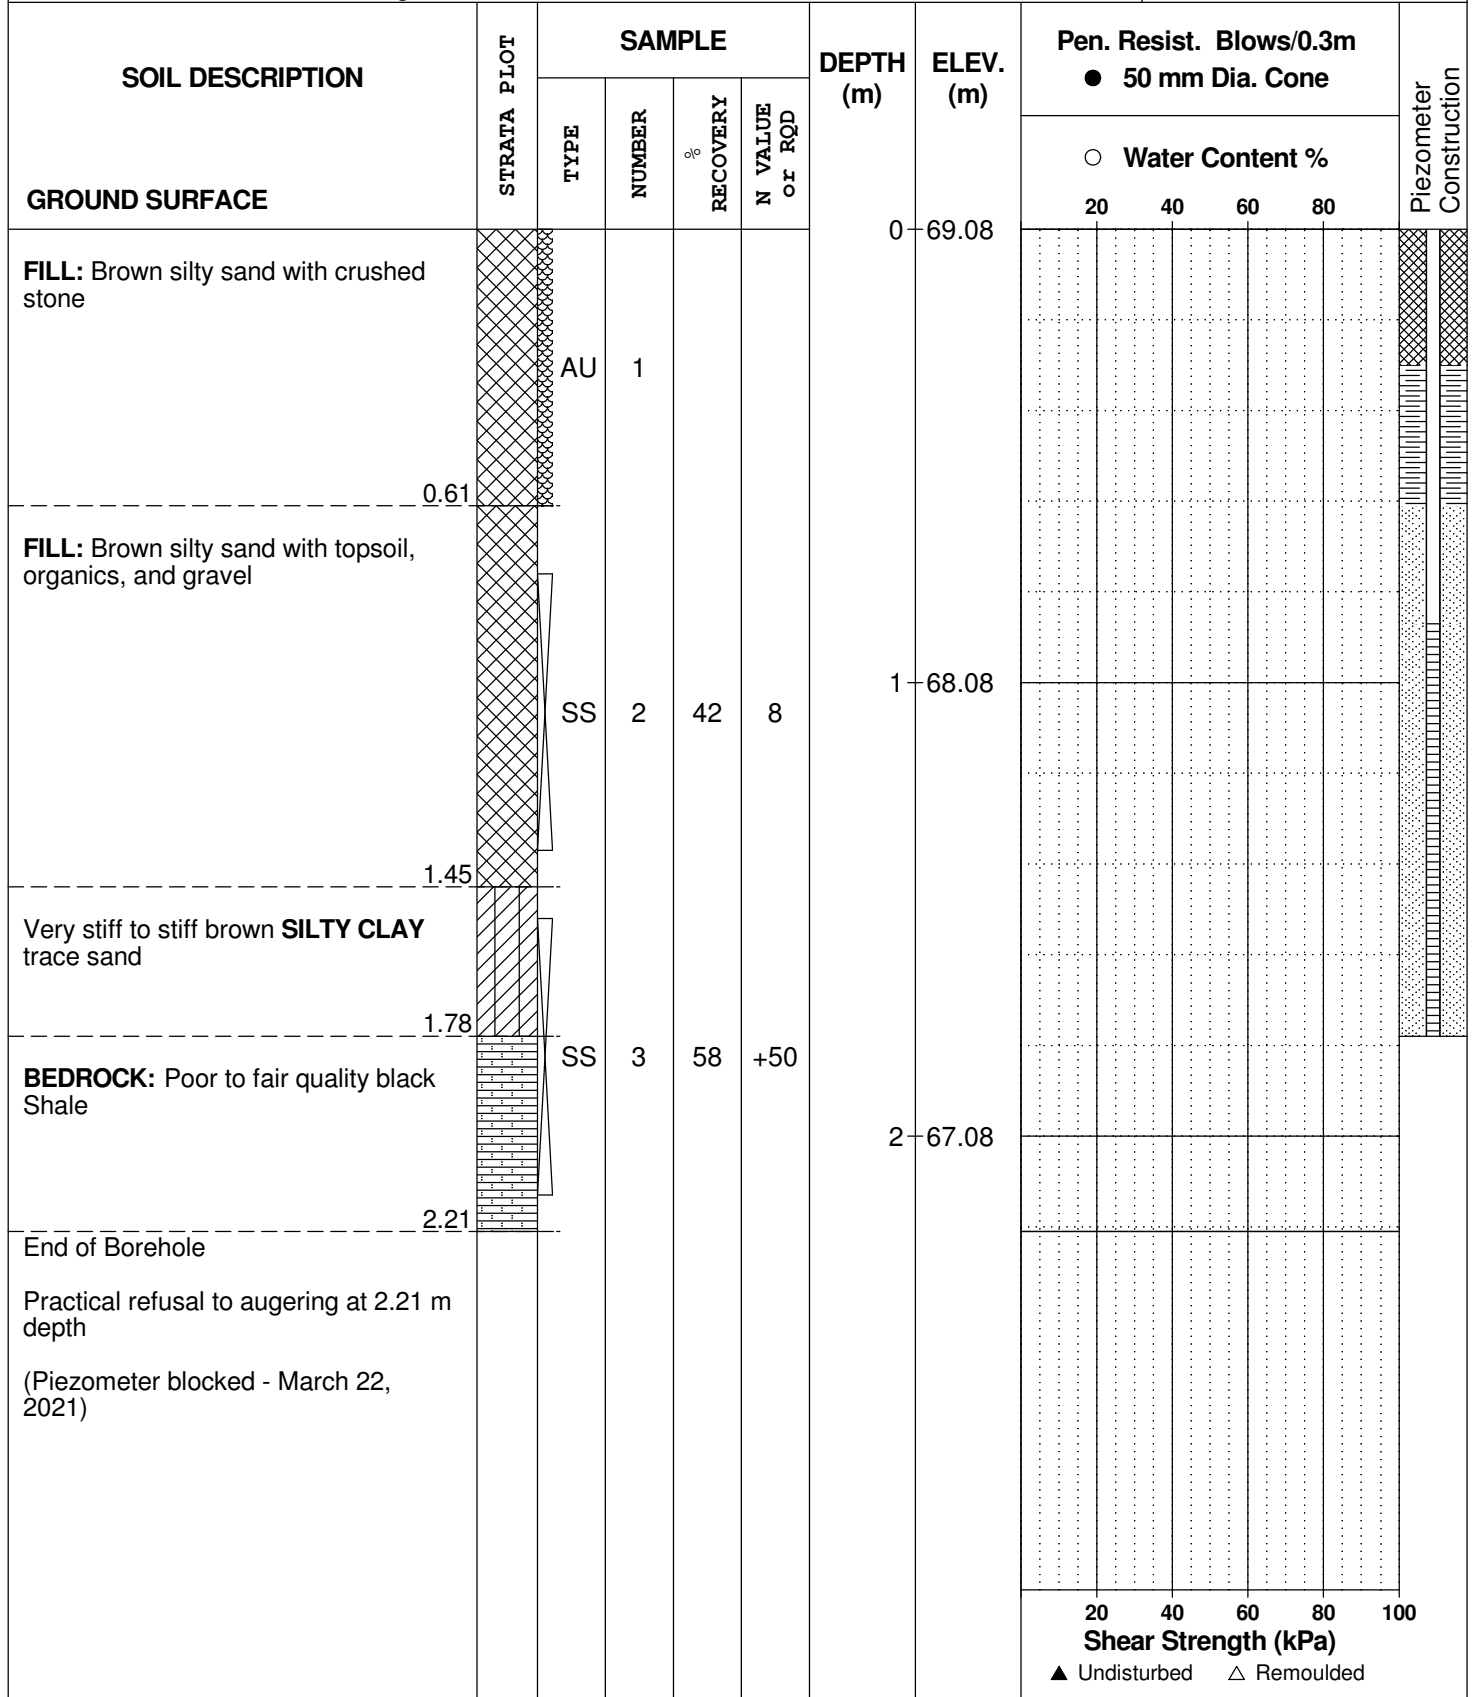 SOIL DESCRIPTION
GROUND SURFACE
STRATA PLOT
SAMPLE
TYPE
NUMBER
%
RECOVERY
N VALUE
or RQD
DEPTH
(m)
ELEV.
(m)
Pen. Resist. Blows/0.3m
● 50 mm Dia. Cone
○ Water Content %
20 40 60 80
Piezometer
Construction
0 69.08
FILL: Brown silty sand with crushed
stone
AU 1
0.61
FILL: Brown silty sand with topsoil,
organics, and gravel
1 68.08
SS 2 42 8
1.45
Very stiff to stiff brown SILTY CLAY
trace sand
1.78
SS 3 58 +50
BEDROCK: Poor to fair quality black
Shale
2 67.08
2.21
End of Borehole
Practical refusal to augering at 2.21 m
depth
(Piezometer blocked - March 22,
2021)
20 40 60 80 100
Shear Strength (kPa)
▲ Undisturbed △ Remoulded